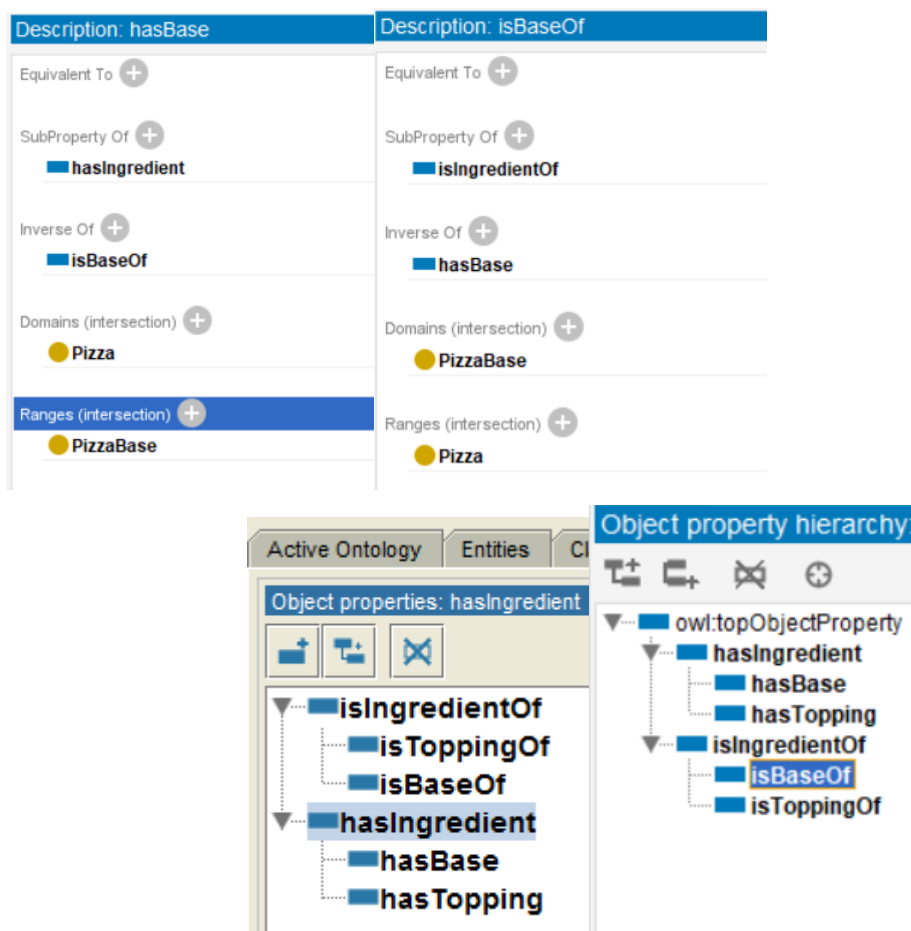 Description: hasBase
Equivalent To
SubProperty Of
hasIngredient
Inverse Of
isBaseOf
Domains (intersection)
Pizza
Ranges (intersection)
PizzaBase
Description: isBaseOf
Equivalent To
SubProperty Of
isIngredientOf
Inverse Of
hasBase
Domains (intersection)
PizzaBase
Ranges (intersection)
Pizza
Active Ontology Entities Cl
Object properties: hasIngredient
isIngredientOf
isToppingOf
isBaseOf
hasIngredient
hasBase
hasTopping
Object property hierarchy:
owl:topObjectProperty
hasIngredient
hasBase
hasTopping
isIngredientOf
isBaseOf
isToppingOf